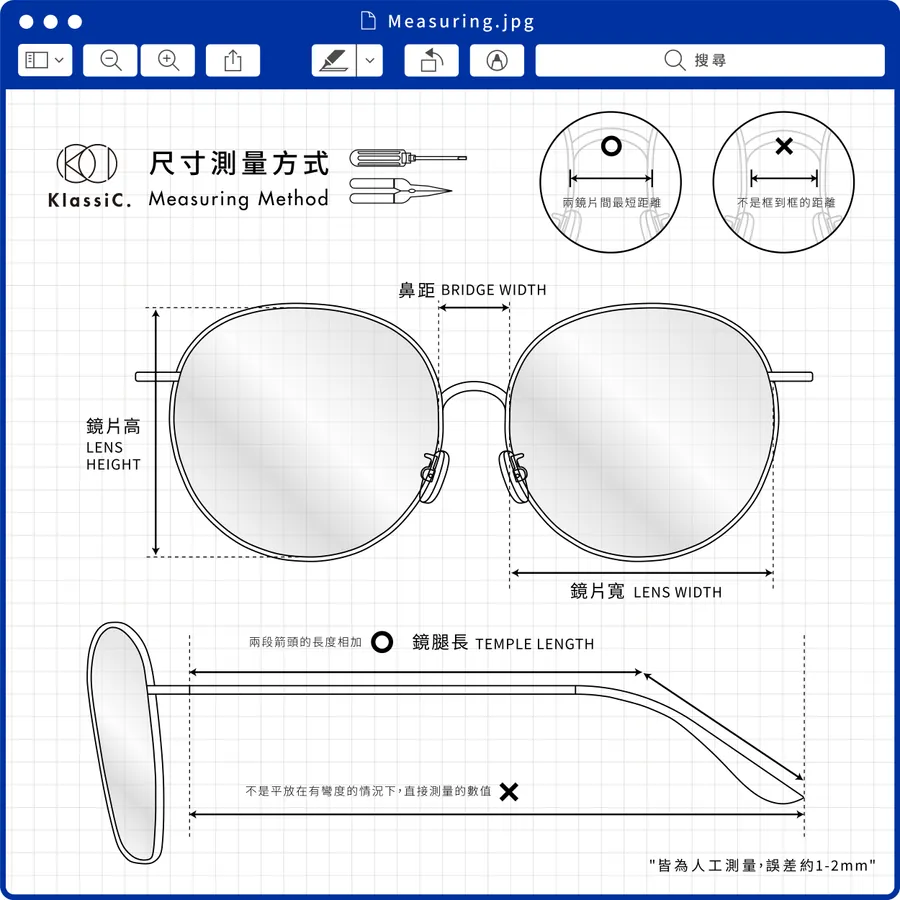 Measuring.jpg
搜尋
KlassiC.
尺寸測量方式
Measuring Method
兩鏡片間最短距離
不是框到框的距離
鼻距 BRIDGE WIDTH
鏡片高
LENS
HEIGHT
鏡片寬 LENS WIDTH
兩段箭頭的長度相加
鏡腿長 TEMPLE LENGTH
不是平放在有彎度的情況下,直接測量的數值
"皆為人工測量,誤差約1-2mm"